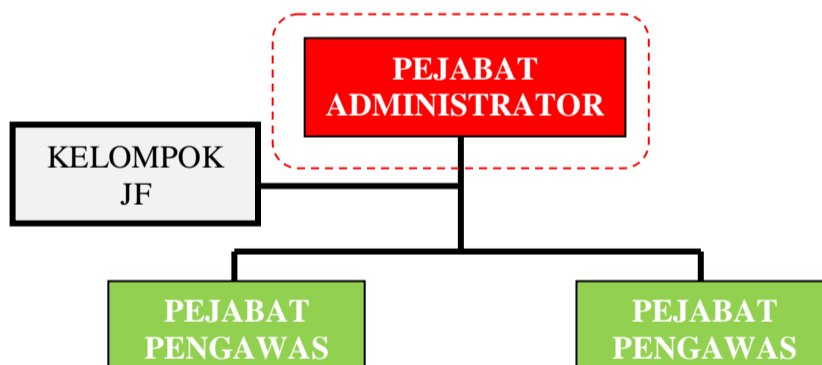 PEJABAT
ADMINISTRATOR
KELOMPOK
JF
PEJABAT
PENGAWAS
PEJABAT
PENGAWAS